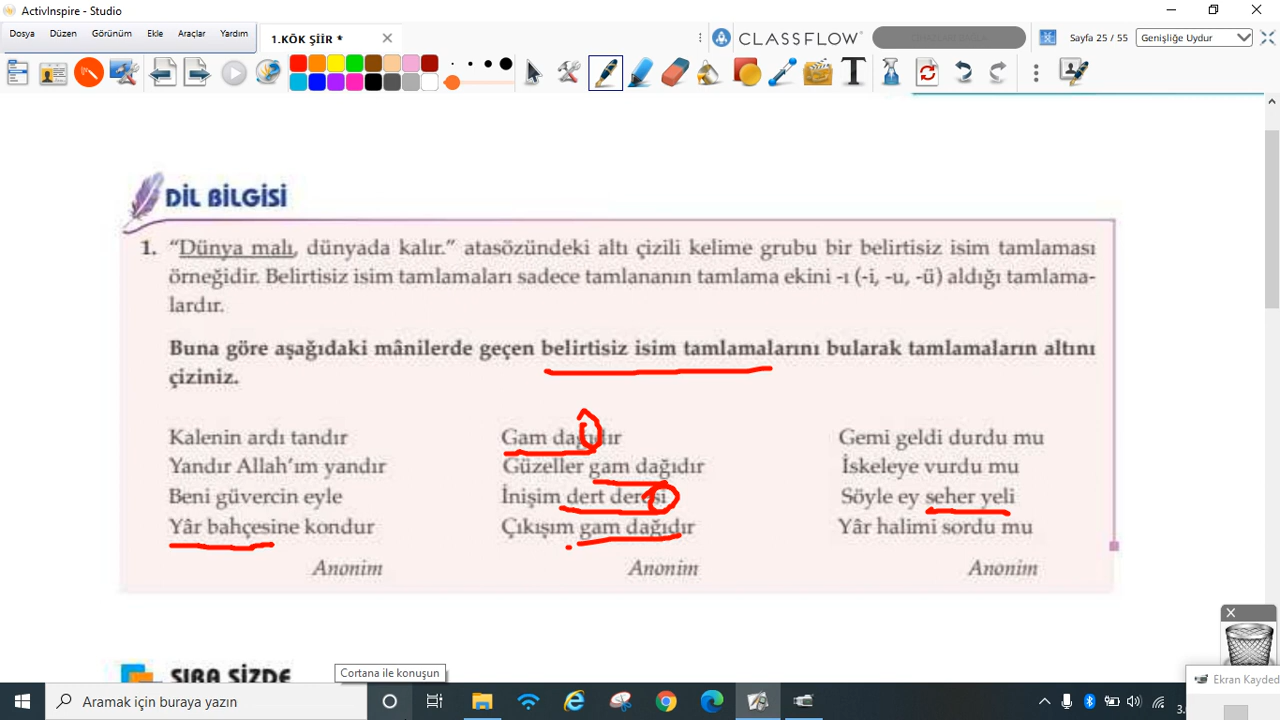 ActivInspire - Studio
Dosya Düzen Görünüm Ekle Araçlar Yardım
1.KÖK ŞİİR *
CLASSFLOW
Sayfa 25 / 55
Genişliğe Uydur
DİL BİLGİSİ
1. “Dünya malı, dünyada kalır.” atasözündeki altı çizili kelime grubu bir belirtisiz isim tamlaması
örneğidir. Belirtisiz isim tamlamaları sadece tamlananın tamlama ekini -ı (-i, -u, -ü) aldığı tamlama-
lardır.
Buna göre aşağıdaki mânilerde geçen belirtisiz isim tamlamalarını bularak tamlamaların altını
çiziniz.
Kalenin ardı tandır
Yandır Allah’ım yandır
Beni güvercin eyle
Yâr bahçesine kondur
Anonim
Gam dağıdır
Güzeller gam dağıdır
İnişim dert deresi
Çıkışım gam dağıdır
Anonim
Gemi geldi durdu mu
İskeleye vurdu mu
Söyle ey seher yeli
Yâr halimi sordu mu
Anonim
SIRA SİZDE
Cortana ile konuşun
Ekran Kayded
Aramak için buraya yazın